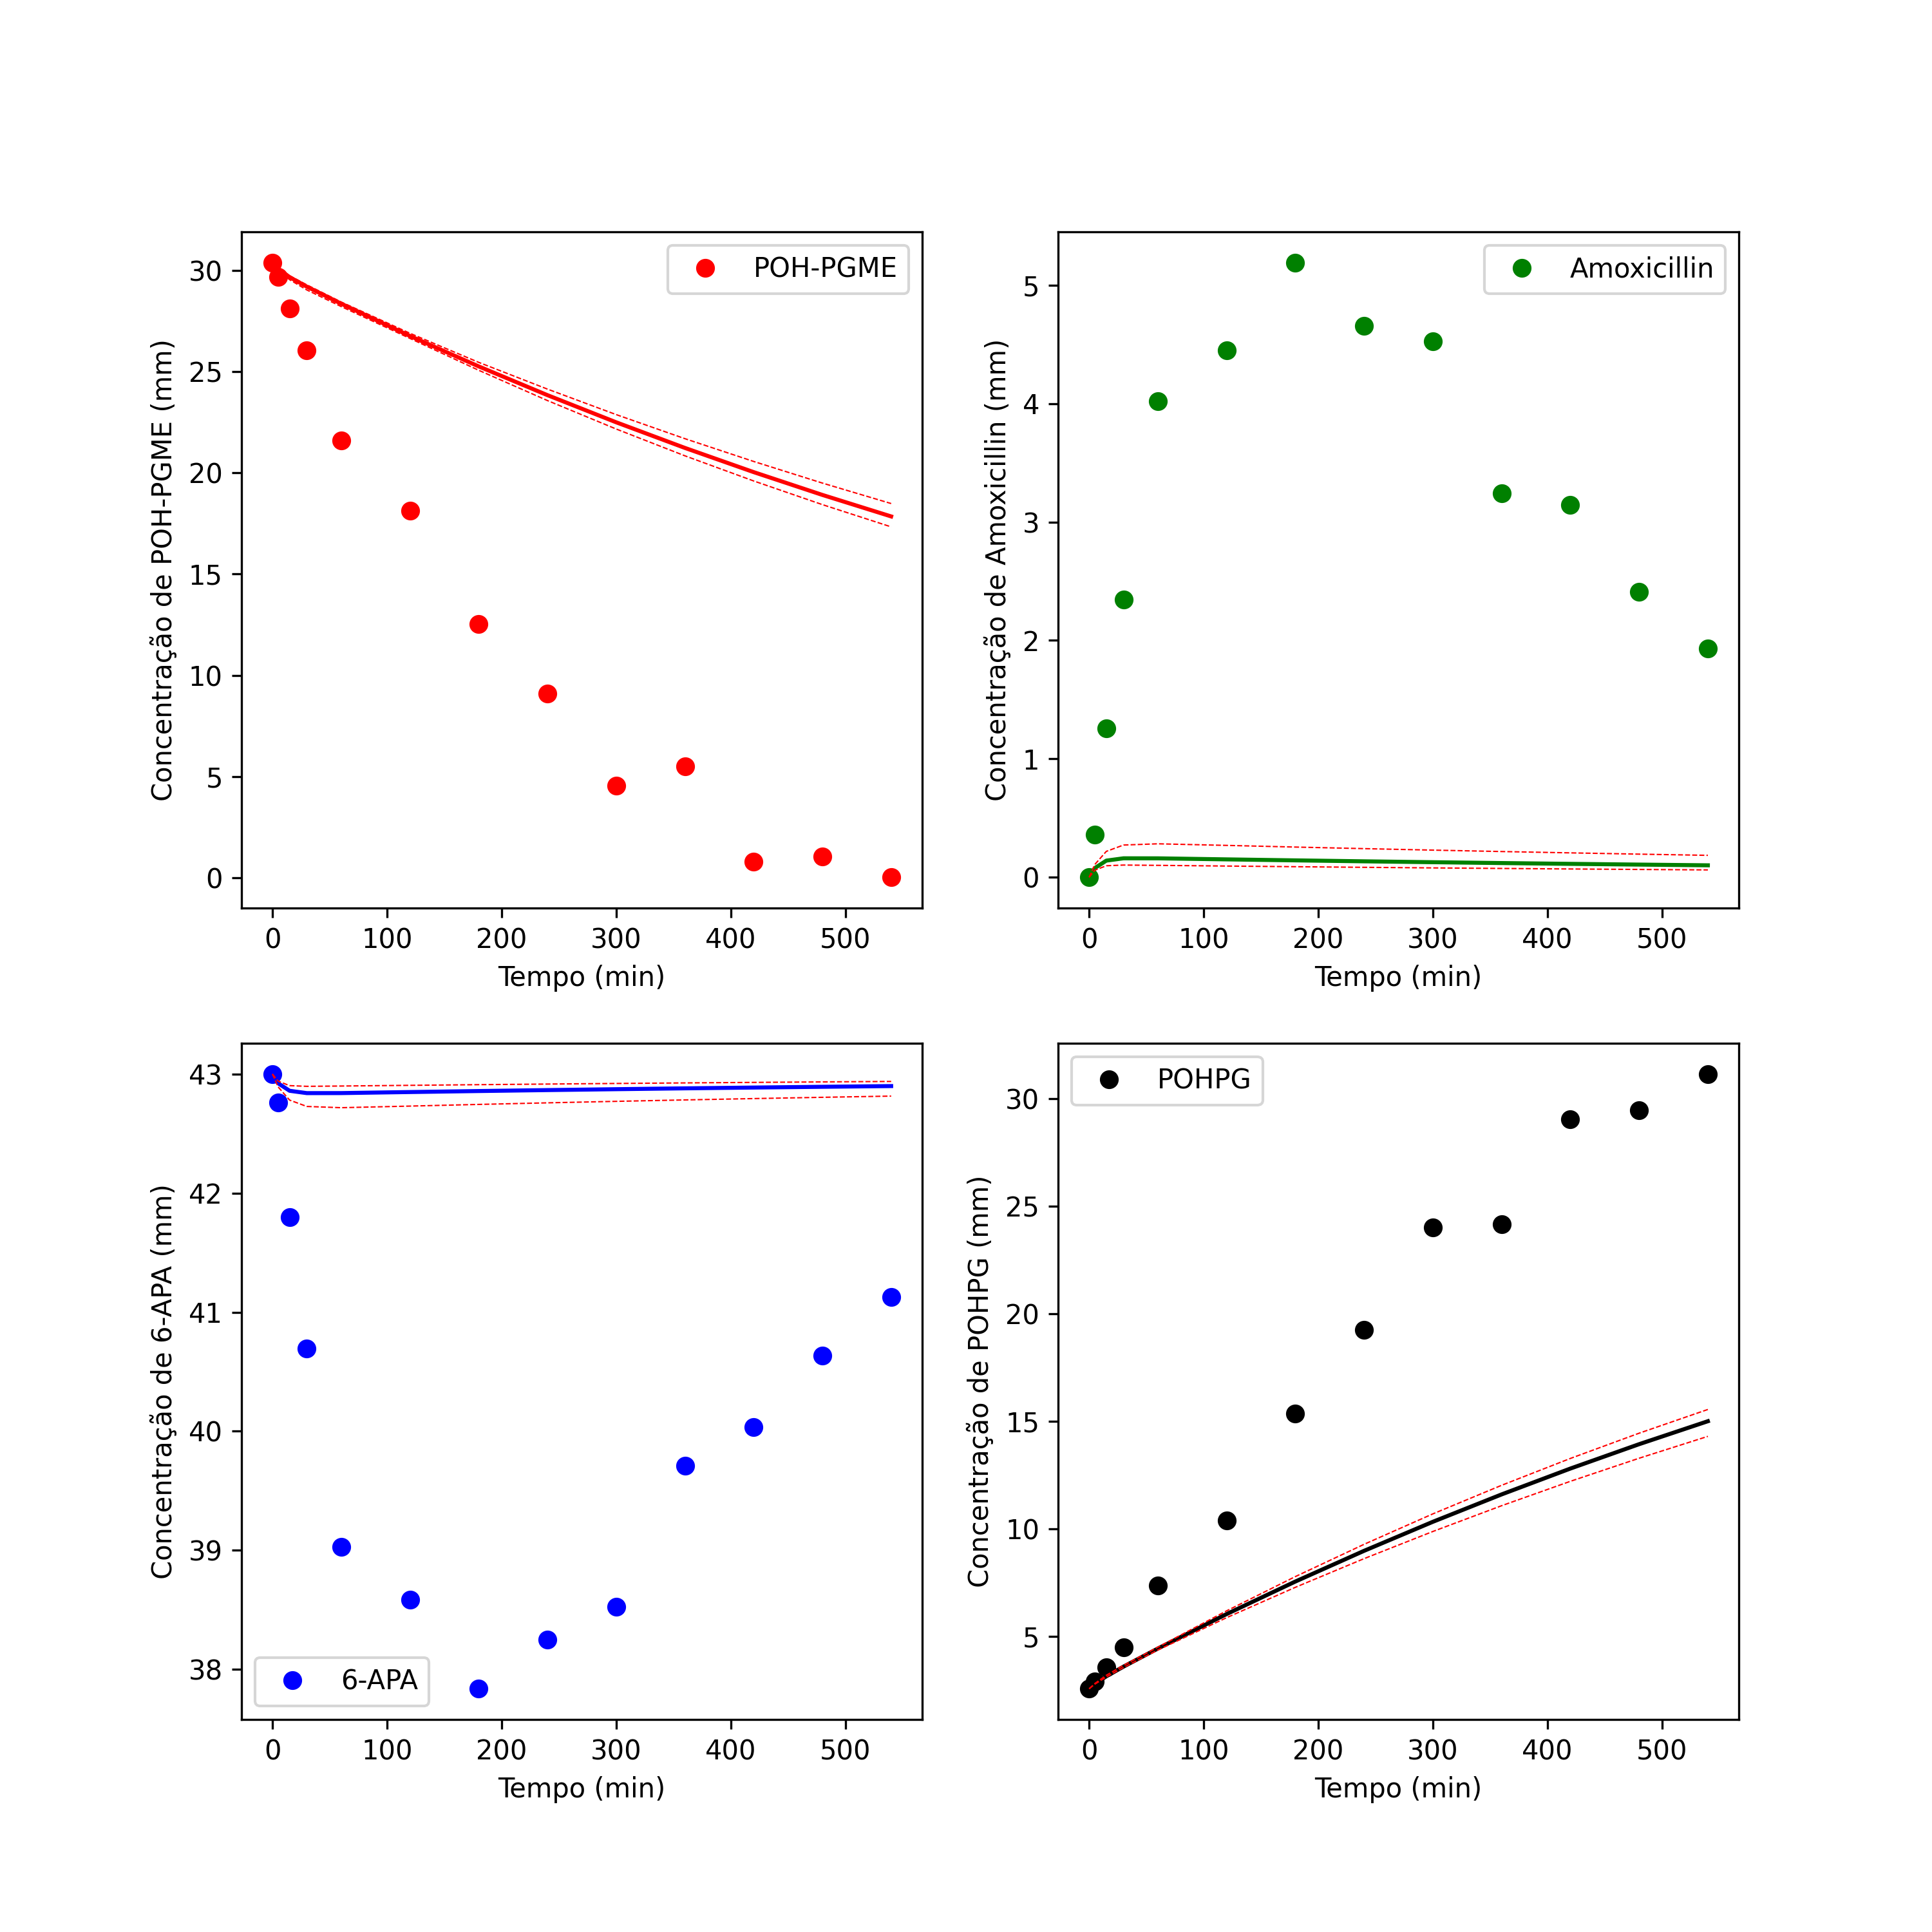 POH-PGME
Concentração de POH-PGME (mm)
30
25
20
15
10
5
0
0 100 200 300 400 500
Tempo (min)
Amoxicillin
Concentração de Amoxicillin (mm)
5
4
3
2
1
0
0 100 200 300 400 500
Tempo (min)
Concentração de 6-APA (mm)
43
42
41
40
39
38
6-APA
0 100 200 300 400 500
Tempo (min)
POHPG
Concentração de POHPG (mm)
30
25
20
15
10
5
0 100 200 300 400 500
Tempo (min)